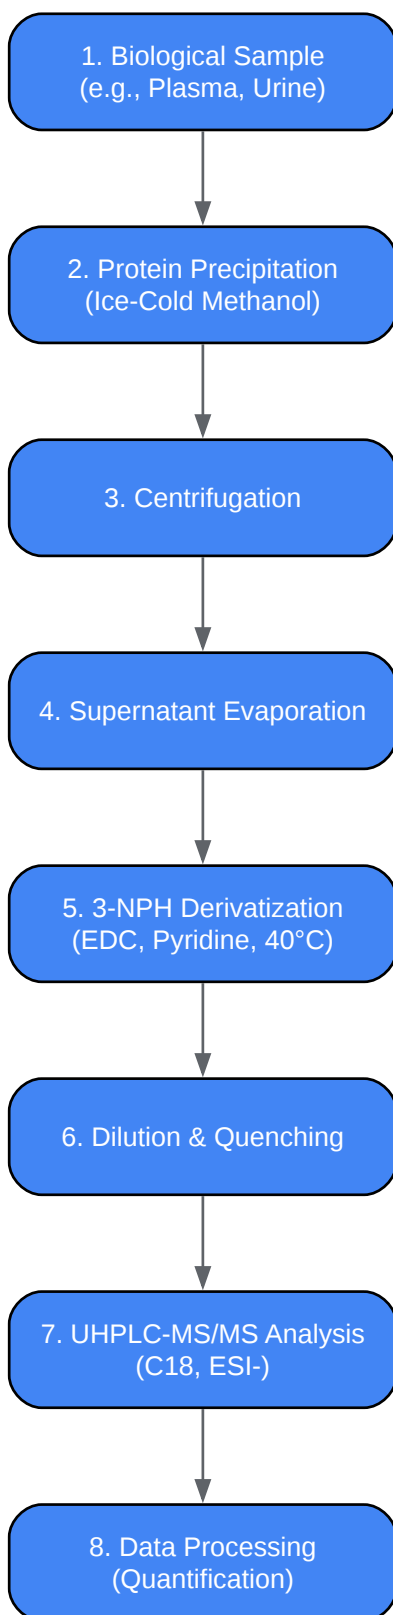 1. Biological Sample
(e.g., Plasma, Urine)
2. Protein Precipitation
(Ice-Cold Methanol)
3. Centrifugation
4. Supernatant Evaporation
5. 3-NPH Derivatization
(EDC, Pyridine, 40°C)
6. Dilution & Quenching
7. UHPLC-MS/MS Analysis
(C18, ESI-)
8. Data Processing
(Quantification)